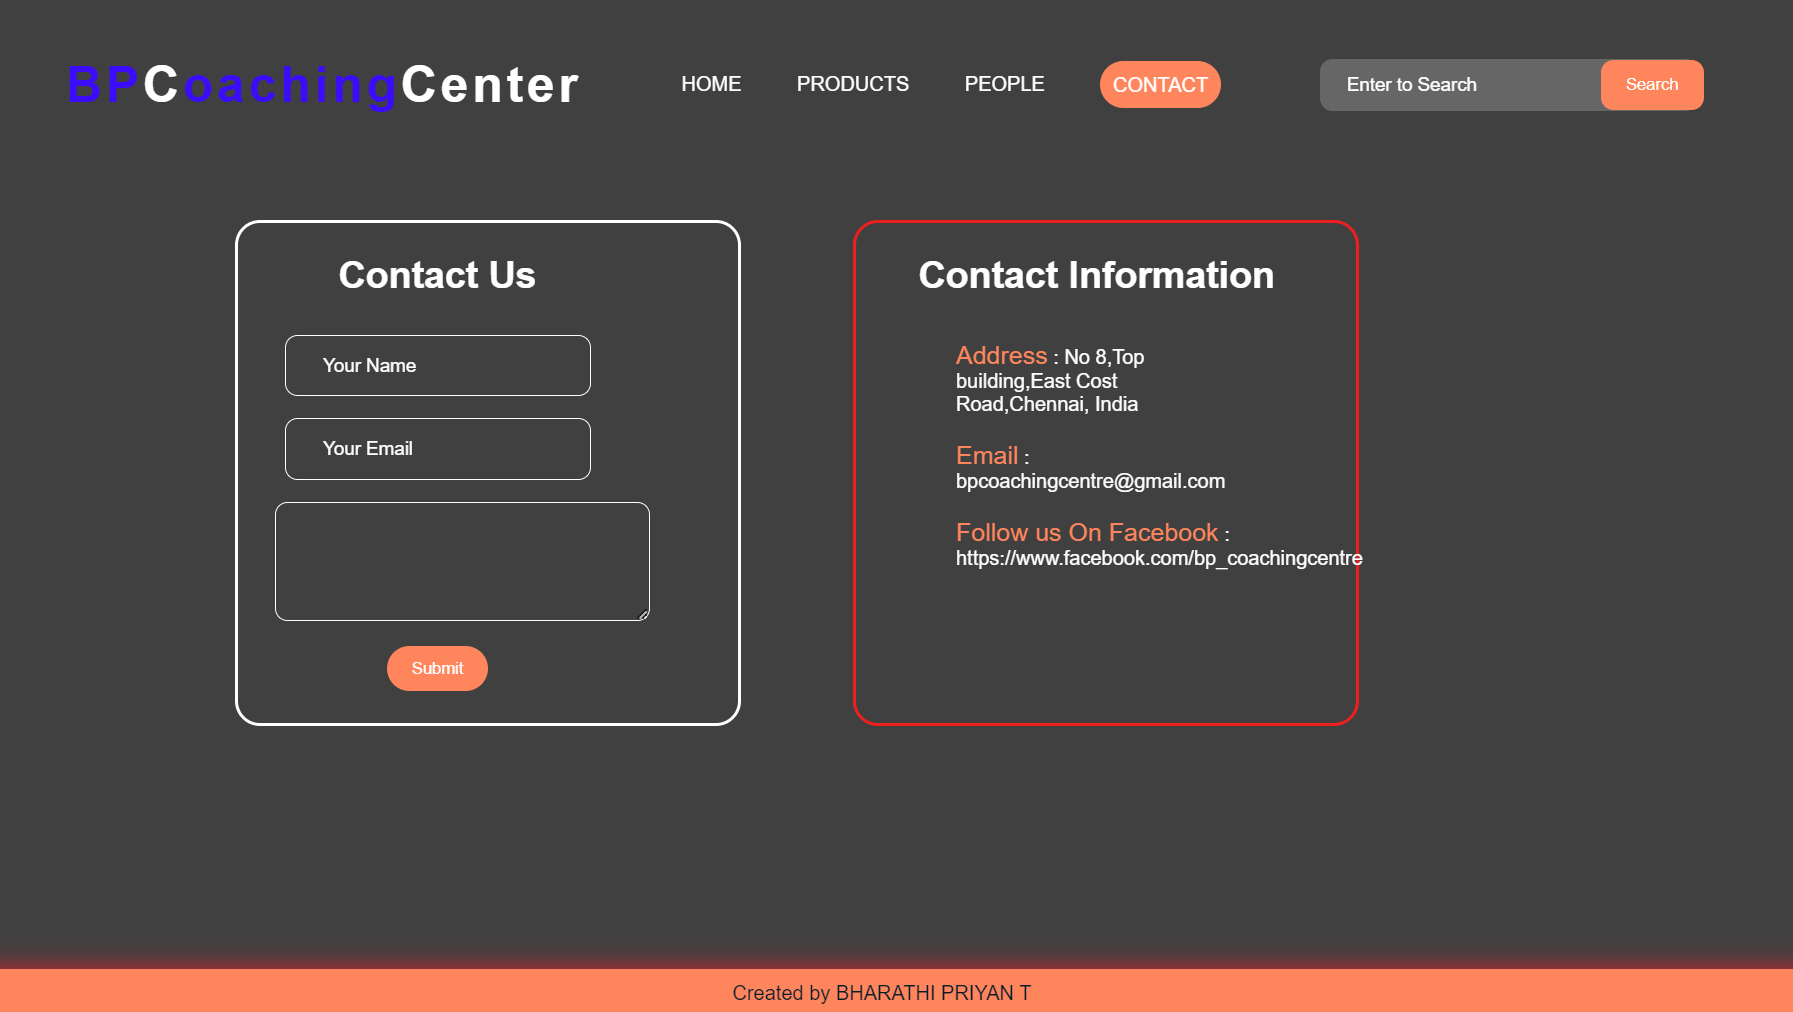 BPCoachingCenter
HOME
PRODUCTS
PEOPLE
CONTACT
Enter to Search
Search
Contact Us
Your Name
Your Email
Submit
Contact Information
Address : No 8,Top
building,East Cost
Road,Chennai, India
Email :
bpcoachingcentre@gmail.com
Follow us On Facebook :
https://www.facebook.com/bp_coachingcentre
Created by BHARATHI PRIYAN T